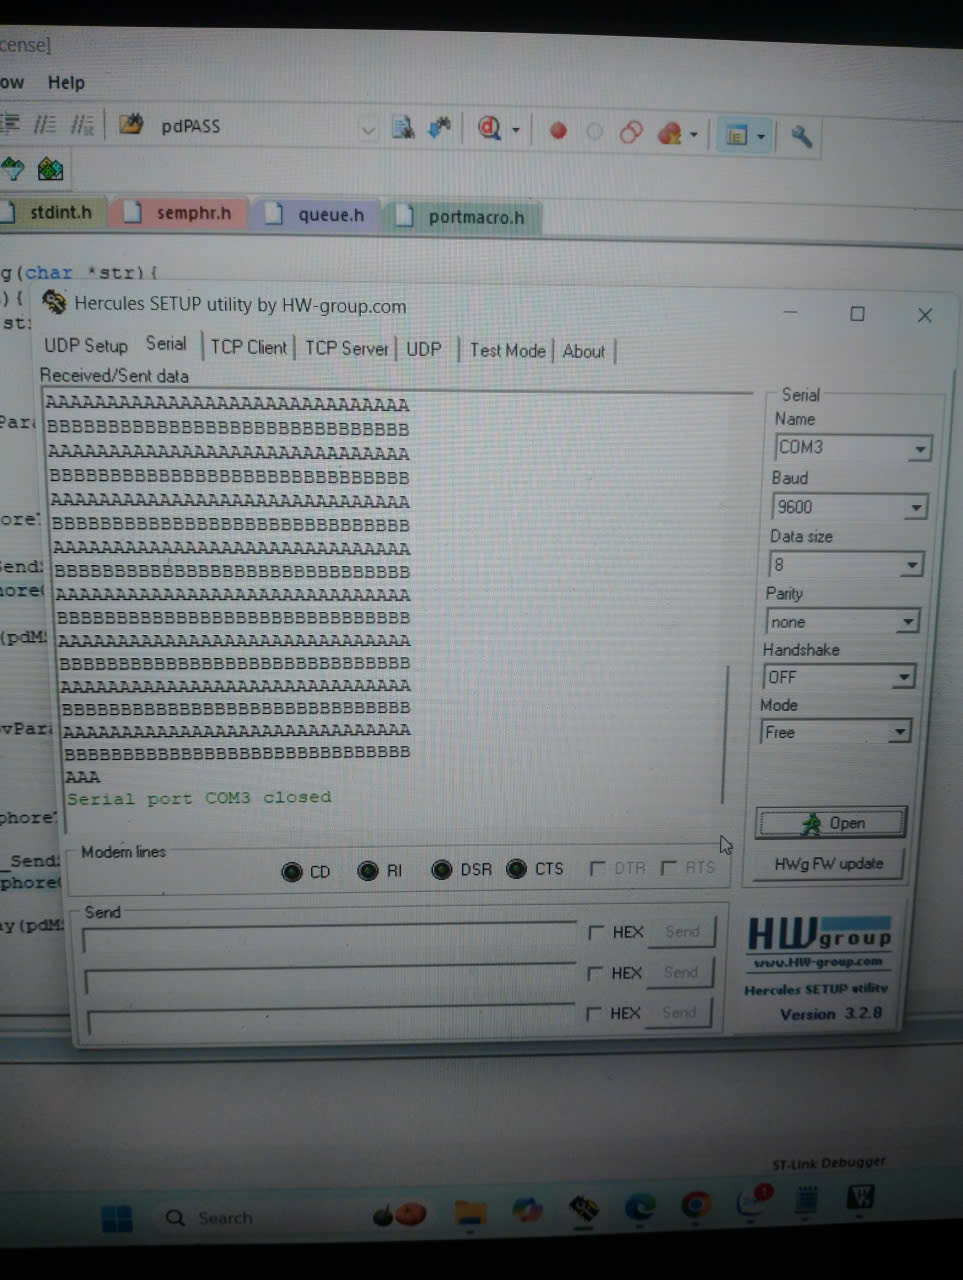 cense]
ow Help
pdPASS
stdint.h semphr.h queue.h portmacro.h
g(char *str){
){
st
Hercules SETUP utility by HW-group.com
UDP Setup Serial TCP Client TCP Server UDP Test Mode About
Received/Sent data
AAAAAAAAAAAAAAAAAAAAAAAAAAAAAA
BBBBBBBBBBBBBBBBBBBBBBBBBBBBBB
AAAAAAAAAAAAAAAAAAAAAAAAAAAAAA
BBBBBBBBBBBBBBBBBBBBBBBBBBBBBB
AAAAAAAAAAAAAAAAAAAAAAAAAAAAAA
BBBBBBBBBBBBBBBBBBBBBBBBBBBBBB
AAAAAAAAAAAAAAAAAAAAAAAAAAAAAA
BBBBBBBBBBBBBBBBBBBBBBBBBBBBBB
AAAAAAAAAAAAAAAAAAAAAAAAAAAAAA
BBBBBBBBBBBBBBBBBBBBBBBBBBBBBB
AAAAAAAAAAAAAAAAAAAAAAAAAAAAAA
BBBBBBBBBBBBBBBBBBBBBBBBBBBBBB
AAAAAAAAAAAAAAAAAAAAAAAAAAAAAA
BBBBBBBBBBBBBBBBBBBBBBBBBBBBBB
AAAAAAAAAAAAAAAAAAAAAAAAAAAAAA
BBBBBBBBBBBBBBBBBBBBBBBBBBBBBB
AAA
Serial port COM3 closed
Serial
Name
COM3
Baud
9600
Data size
8
Parity
none
Handshake
OFF
Mode
Free
Open
HWg FW update
Modem lines
CD RI DSR CTS DTR RTS
Send
HEX Send
HEX Send
HEX Send
HW group
www.HW-group.com
Hercules SETUP utility
Version 3.2.8
Para
ore
Send
hore(
(pdM
vPara
phore
_Send
phore(
ay(pdM
ST-Link Debugger
Search
1